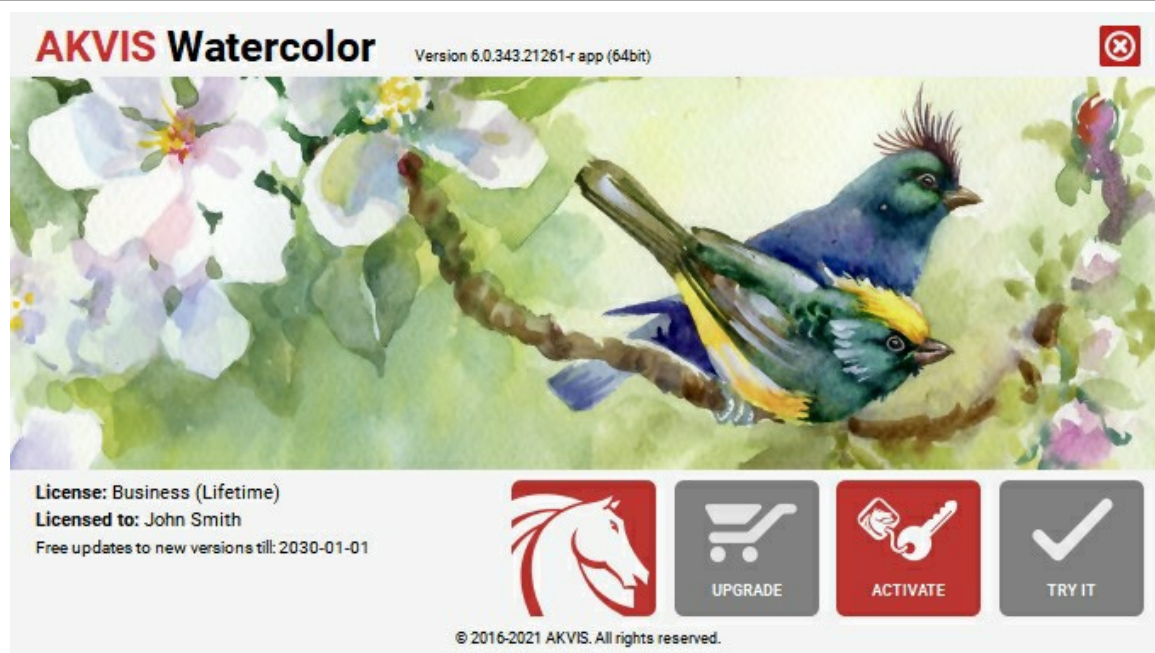 AKVIS Watercolor Version 6.0.343.21261-r app (64bit)
License: Business (Lifetime)
Licensed to: John Smith
Free updates to new versions till: 2030-01-01
UPGRADE ACTIVATE TRY IT
© 2016-2021 AKVIS. All rights reserved.